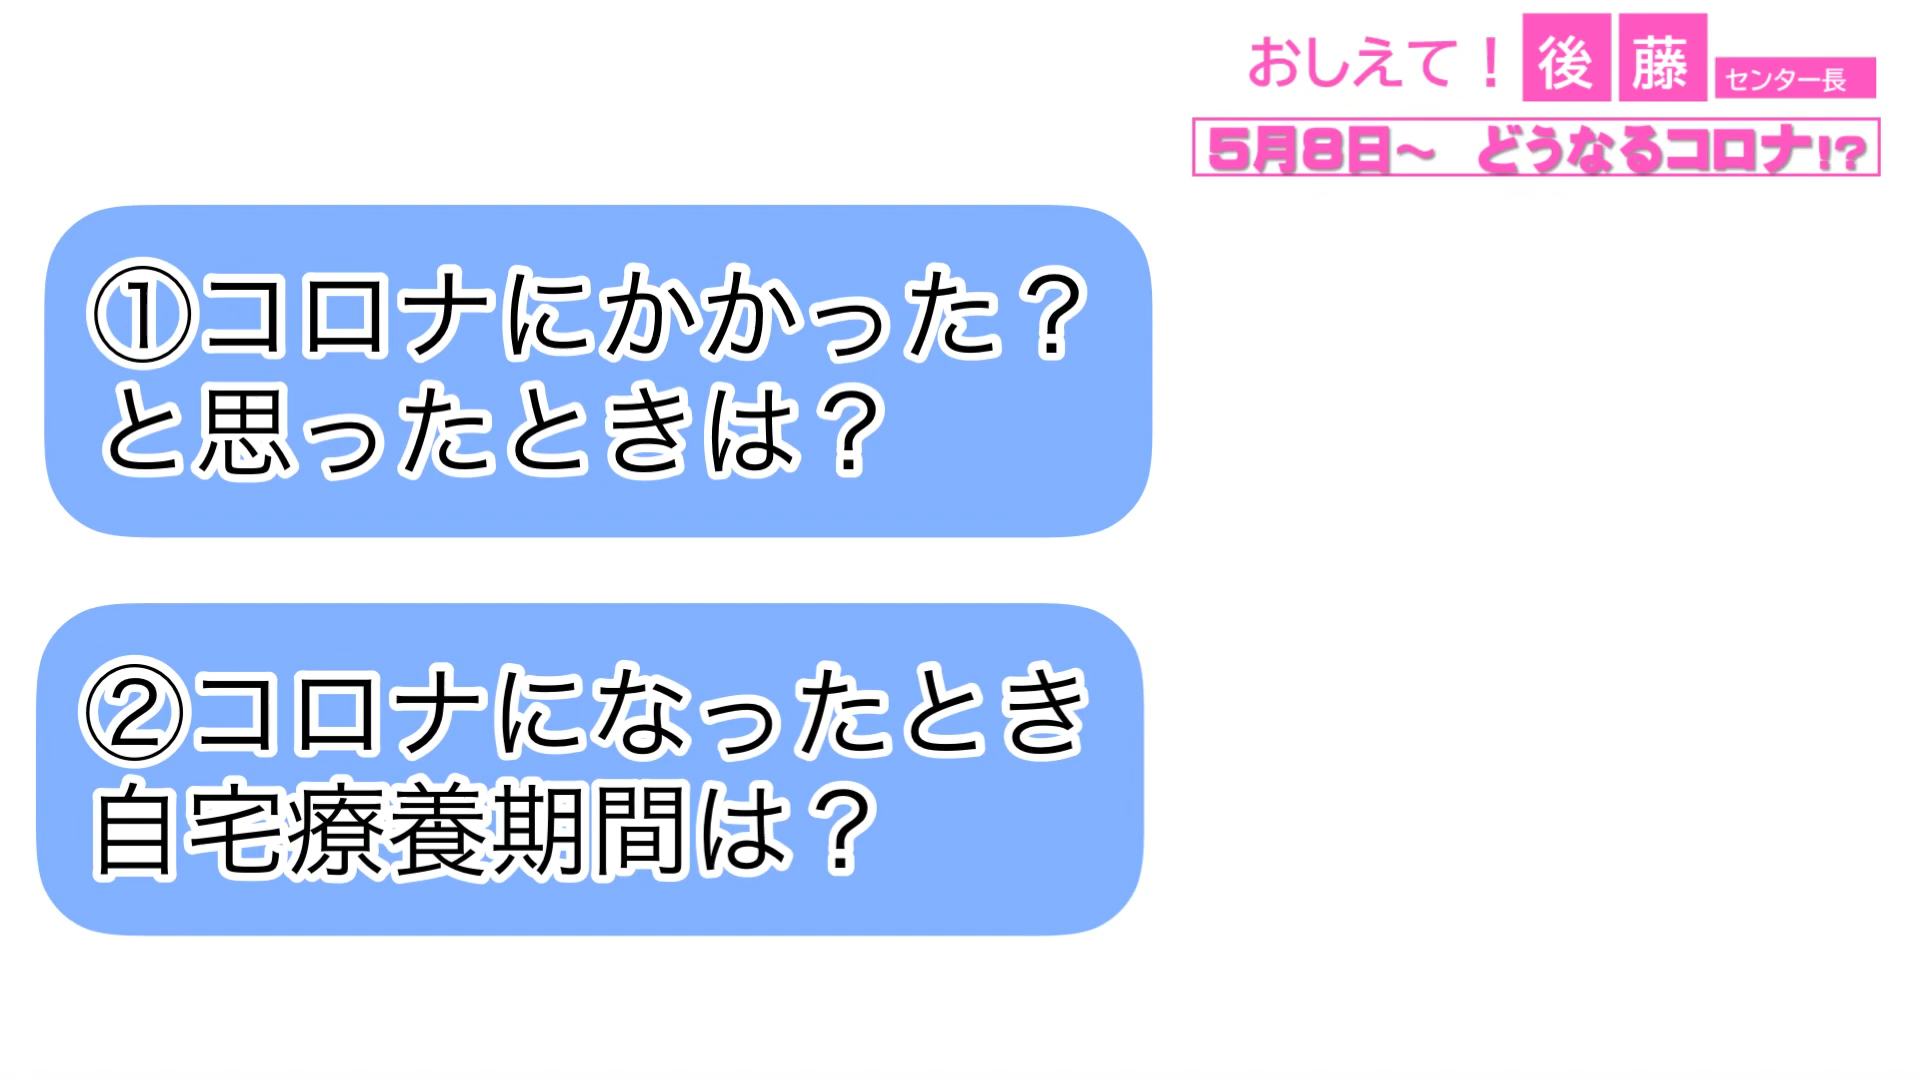 おしえて！後藤センター長
5月8日～　どうなるコロナ!?
①コロナにかかった？
と思ったときは？
②コロナになったとき
自宅療養期間は？